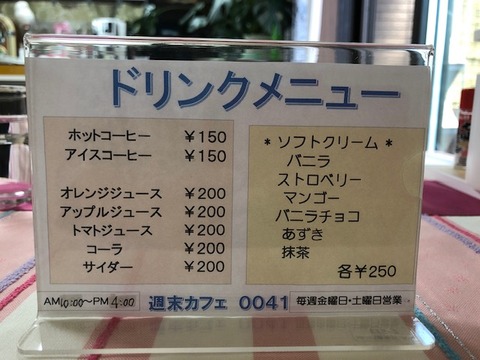 ドリンクメニュー
ホットコーヒー ￥150
アイスコーヒー ￥150
オレンジジュース ￥200
アップルジュース ￥200
トマトジュース ￥200
コーラ ￥200
サイダー ￥200
* ソフトクリーム *
バニラ
ストロベリー
マンゴー
バニラチョコ
あずき
抹茶
各￥250
AM10:00～PM4:00 週末カフェ 0041 毎週金曜日・土曜日営業